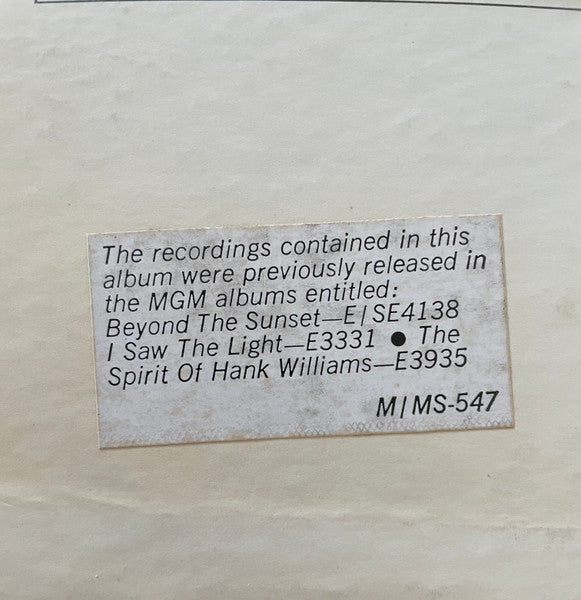 The recordings contained in this
album were previously released in
the MGM albums entitled:
Beyond The Sunset—E/SE4138
I Saw The Light—E3331 ● The
Spirit Of Hank Williams—E3935
M/MS-547